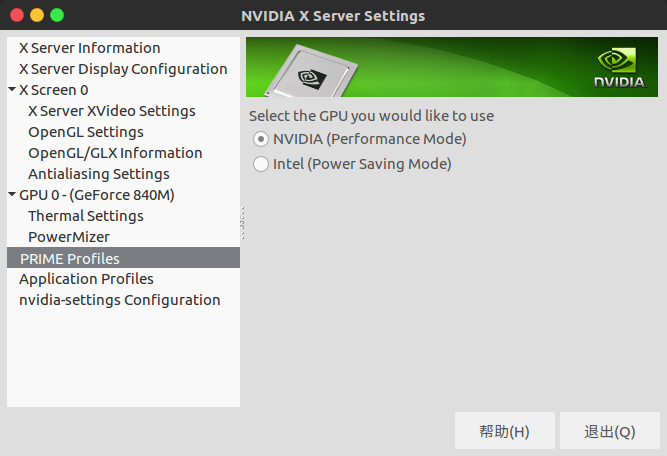 NVIDIA X Server Settings
X Server Information
X Server Display Configuration
X Screen 0
X Server XVideo Settings
OpenGL Settings
OpenGL/GLX Information
Antialiasing Settings
GPU 0 - (GeForce 840M)
Thermal Settings
PowerMizer
PRIME Profiles
Application Profiles
nvidia-settings Configuration
NVIDIA.
Select the GPU you would like to use
NVIDIA (Performance Mode)
Intel (Power Saving Mode)
帮助(H)
退出(Q)